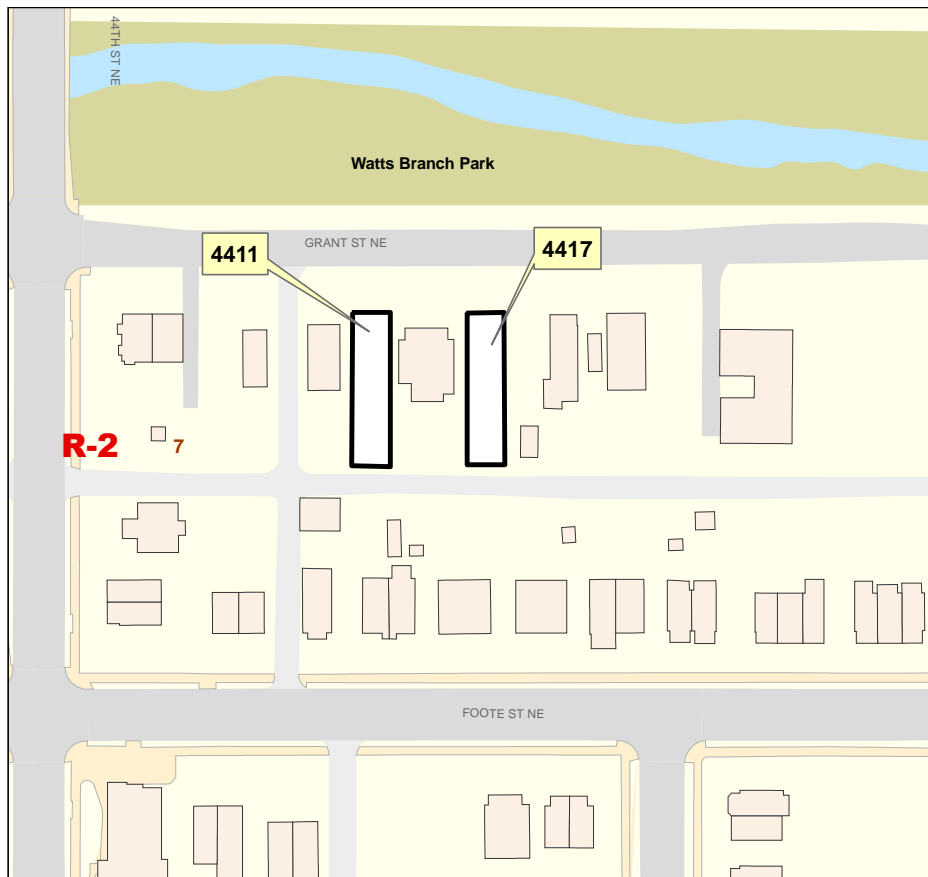 44TH ST NE
Watts Branch Park
GRANT ST NE
4411
4417
R-2
7
FOOTE ST NE